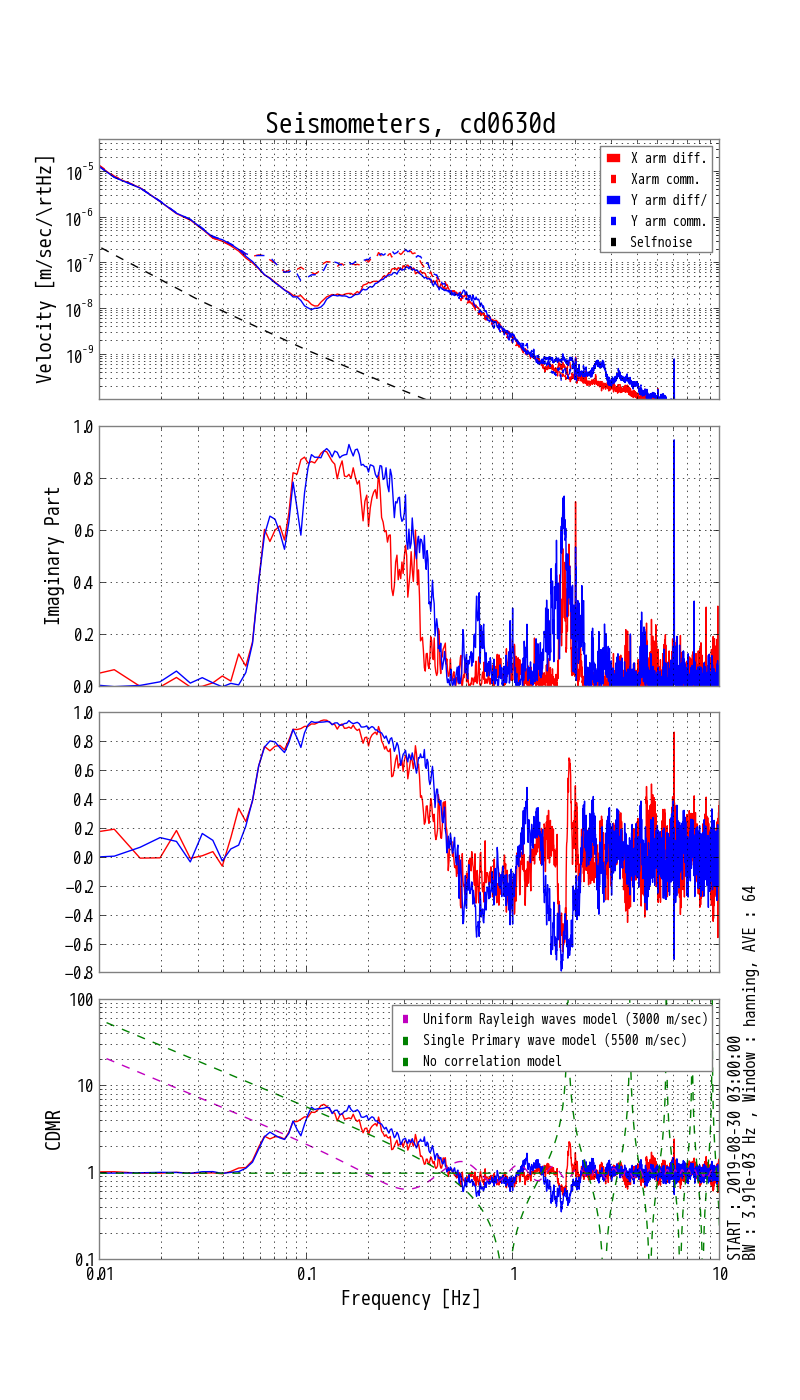 Seismometers, cd0630d
Velocity [m/sec/\rtHz]
10^-5
10^-6
10^-7
10^-8
10^-9
X arm diff.
Xarm comm.
Y arm diff/
Y arm comm.
Selfnoise
Imaginary Part
1.0
0.8
0.6
0.4
0.2
0.0
1.0
0.8
0.6
0.4
0.2
0.0
−0.2
−0.4
−0.6
−0.8
CDMR
100
10
1
0.1
Uniform Rayleigh waves model (3000 m/sec)
Single Primary wave model (5500 m/sec)
No correlation model
0.01
0.1
1
10
Frequency [Hz]
START : 2019-08-30 03:00:00
BW : 3.91e-03 Hz , Window : hanning, AVE : 64